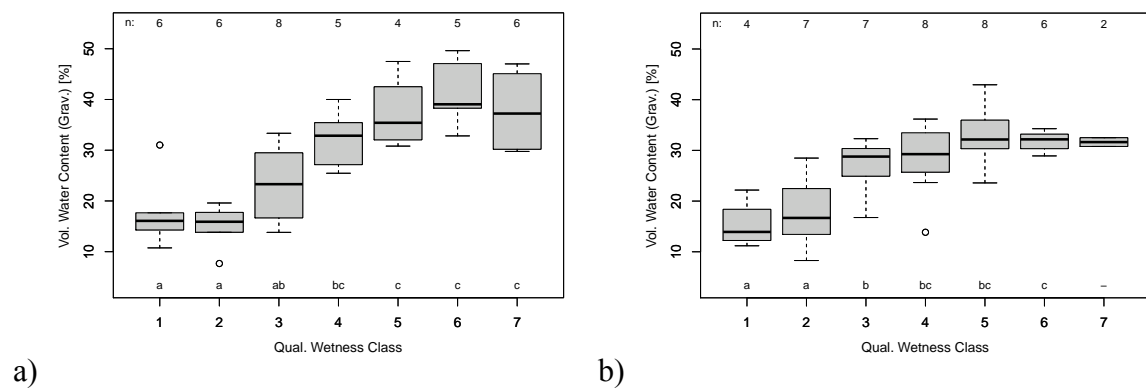 n: 6 6 8 5 4 5 6
Vol. Water Content (Grav.) [%]
50
40
30
20
10
a a ab bc c c c
1 2 3 4 5 6 7
Qual. Wetness Class
a)
n: 4 7 7 8 8 6 2
Vol. Water Content (Grav.) [%]
50
40
30
20
10
a a b bc bc c –
1 2 3 4 5 6 7
Qual. Wetness Class
b)